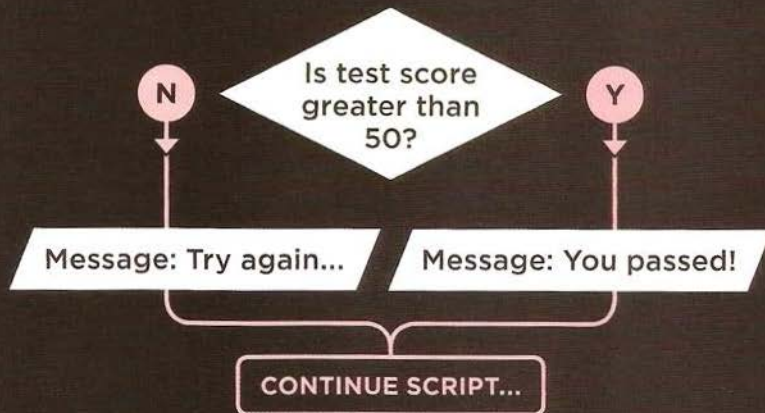 Is test score
greater than
50?
N
Y
Message: Try again...
Message: You passed!
CONTINUE SCRIPT...